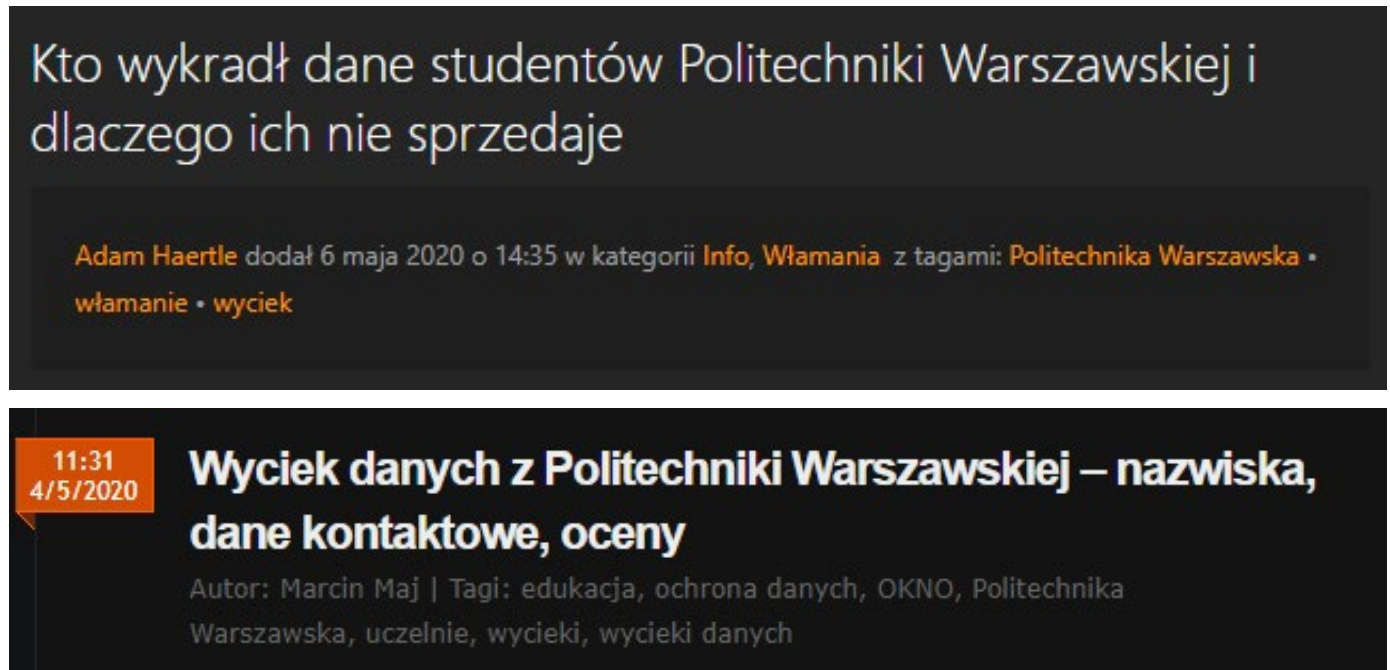 Kto wykradł dane studentów Politechniki Warszawskiej i
dlaczego ich nie sprzedaje
Adam Haertle dodał 6 maja 2020 o 14:35 w kategorii Info, Włamania z tagami: Politechnika Warszawska •
włamanie • wyciek
11:31
4/5/2020
Wyciek danych z Politechniki Warszawskiej – nazwiska,
dane kontaktowe, oceny
Autor: Marcin Maj | Tagi: edukacja, ochrona danych, OKNO, Politechnika
Warszawska, uczelnie, wycieki, wycieki danych